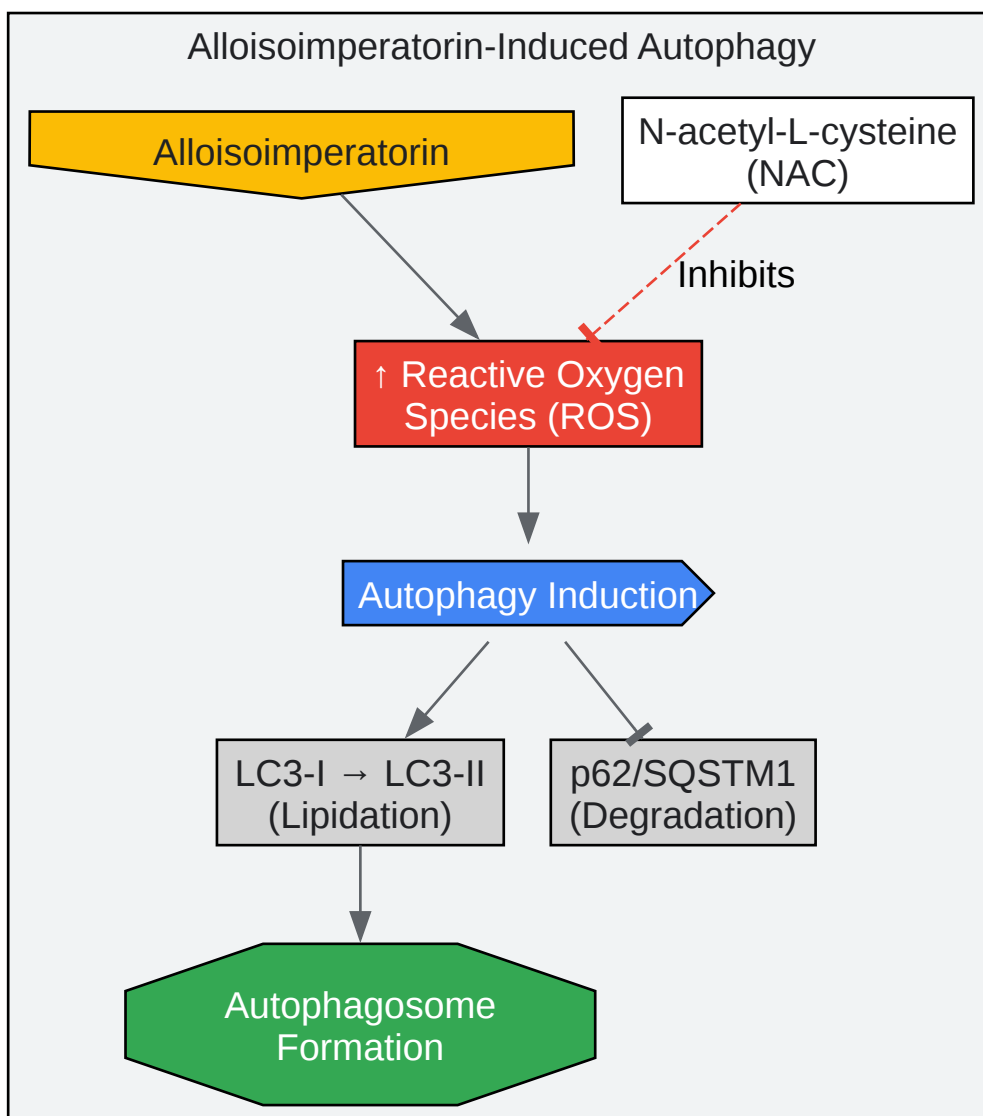 Alloisoimperatorin-Induced Autophagy
Alloisoimperatorin
N-acetyl-L-cysteine
(NAC)
Inhibits
↑ Reactive Oxygen
Species (ROS)
Autophagy Induction
LC3-I → LC3-II
(Lipidation)
p62/SQSTM1
(Degradation)
Autophagosome
Formation